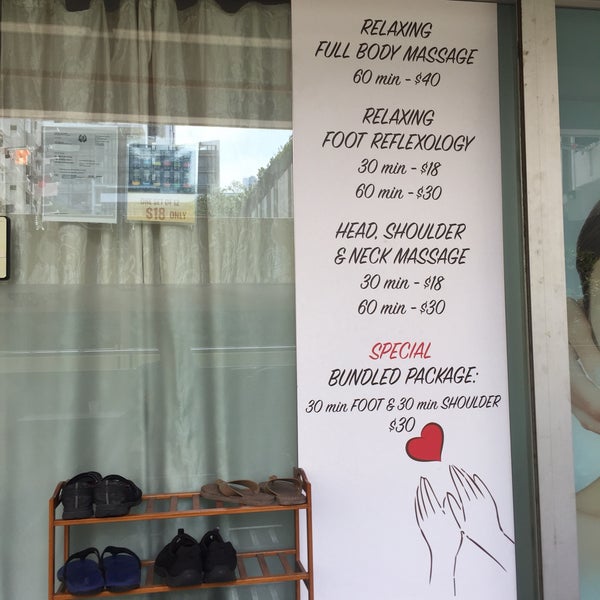 RELAXING
FULL BODY MASSAGE
60 min - $40
RELAXING
FOOT REFLEXOLOGY
30 min - $18
60 min - $30
HEAD, SHOULDER
& NECK MASSAGE
30 min - $18
60 min - $30
SPECIAL
BUNDLED PACKAGE:
30 min FOOT & 30 min SHOULDER
$30
$18 ONLY